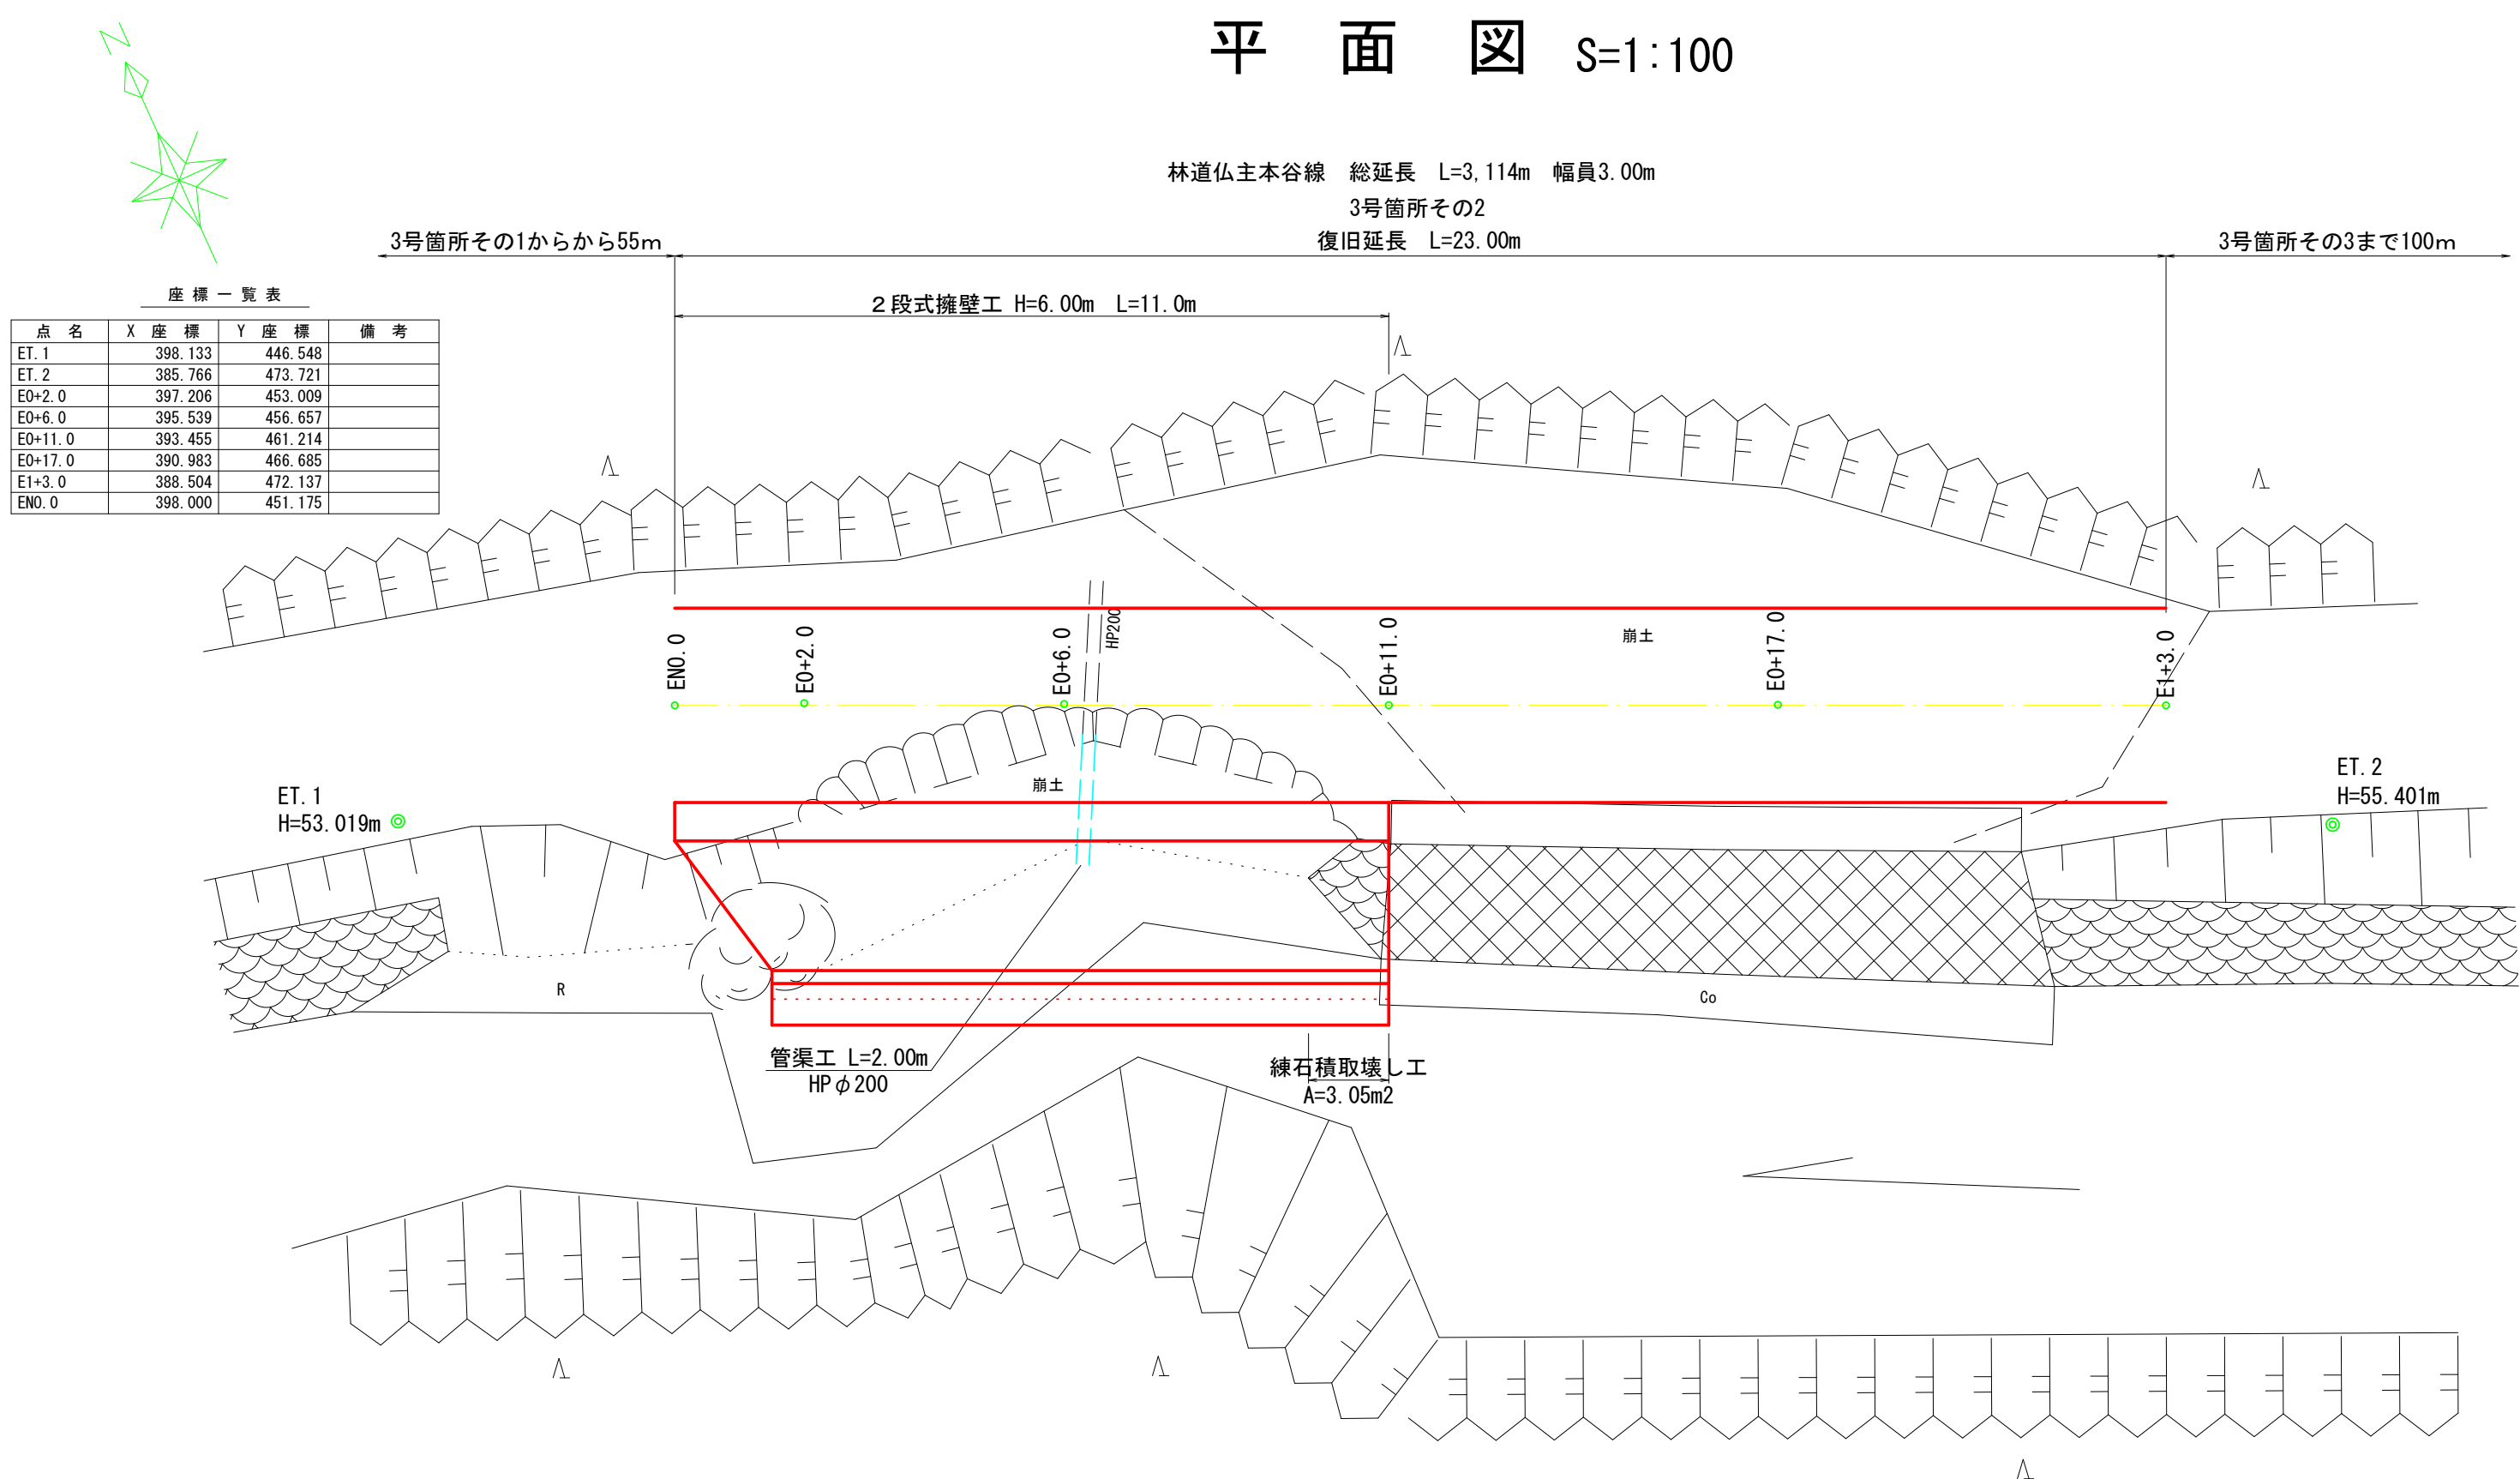 平 面 図 S=1:100
林道仏主本谷線 総延長 L=3,114m 幅員3.00m
3号箇所その2
3号箇所その1からから55m
復旧延長 L=23.00m
3号箇所その3まで100m
2段式擁壁工 H=6.00m L=11.0m
座標一覧表
点 名 X 座 標 Y 座 標 備 考
ET.1 398.133 446.548
ET.2 385.766 473.721
E0+2.0 397.206 453.009
E0+6.0 395.539 456.657
E0+11.0 393.455 461.214
E0+17.0 390.983 466.685
E1+3.0 388.504 472.137
EN0.0 398.000 451.175
N
HP200
崩土
EN0.0
E0+2.0
E0+6.0
E0+11.0
E0+17.0
E1+3.0
崩土
ET.1
H=53.019m
ET.2
H=55.401m
R
Co
管渠工 L=2.00m
HPφ200
練石積取壊し工
A=3.05m2